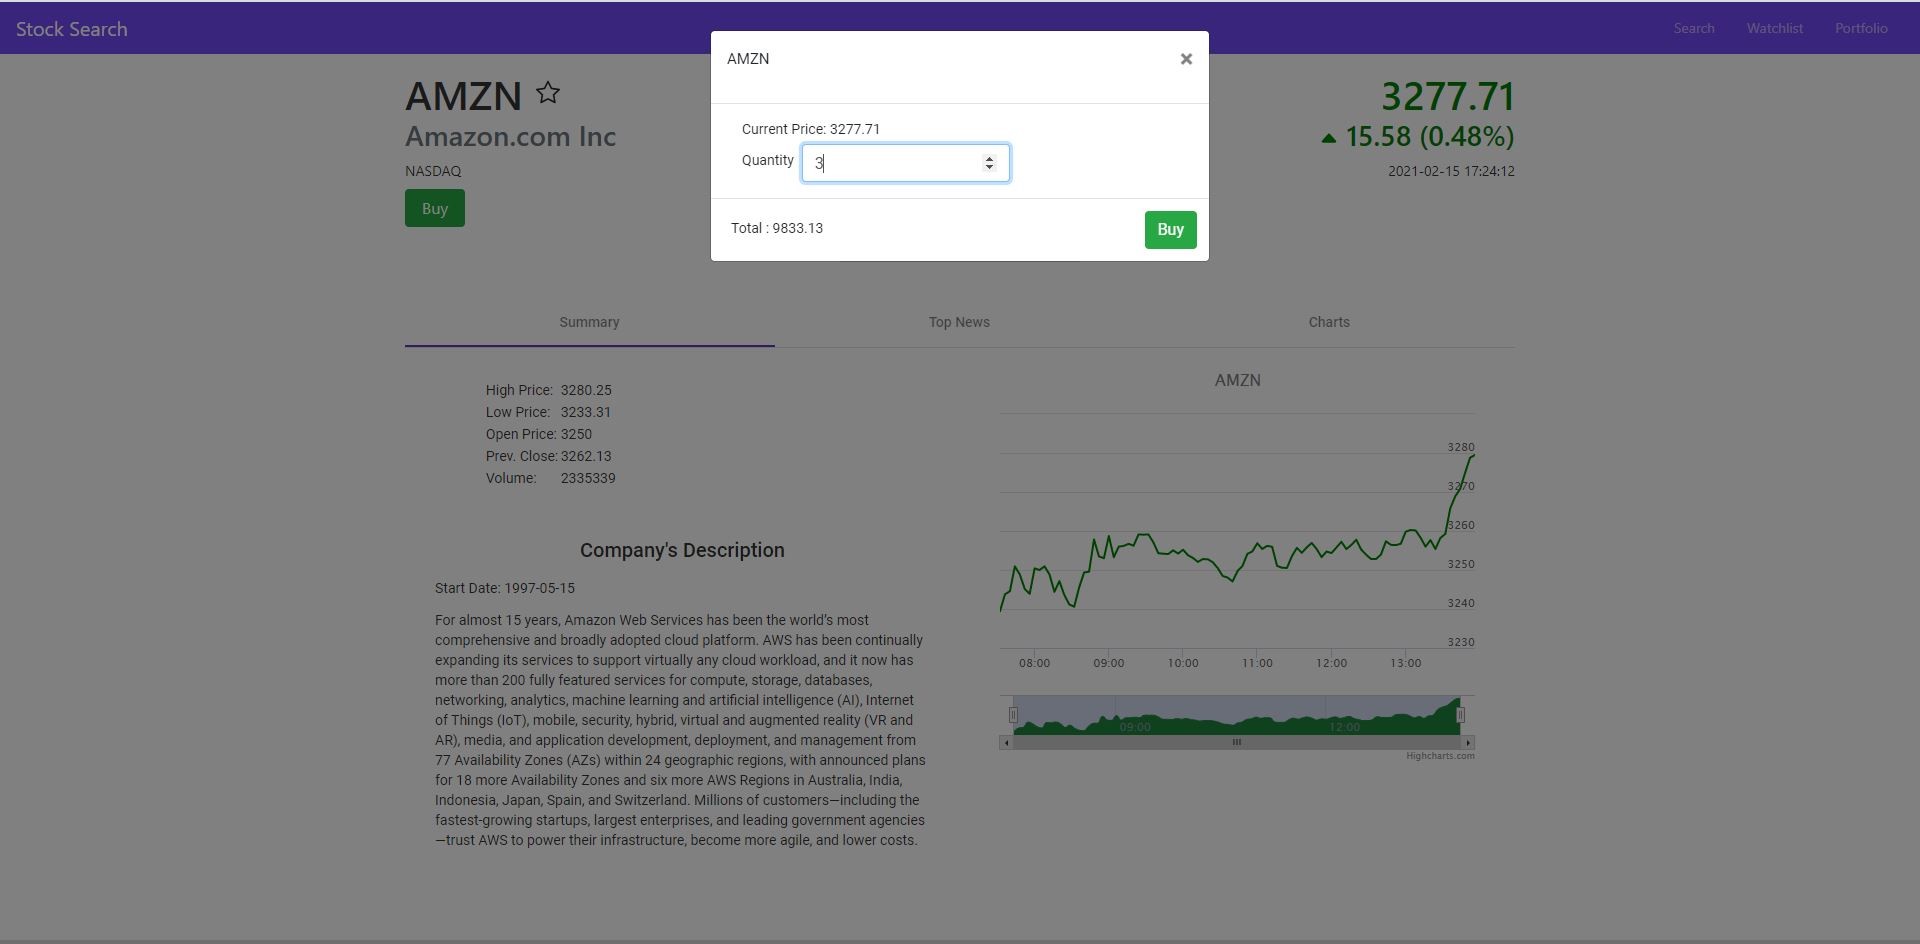 Stock Search
Search Watchlist Portfolio
AMZN ×
Current Price: 3277.71
Quantity 3
Total : 9833.13 Buy
AMZN
Amazon.com Inc
NASDAQ
Buy
3277.71
15.58 (0.48%)
2021-02-15 17:24:12
Summary Top News Charts
High Price: 3280.25
Low Price: 3233.31
Open Price: 3250
Prev. Close: 3262.13
Volume: 2335339
Company's Description
Start Date: 1997-05-15
For almost 15 years, Amazon Web Services has been the world's most
comprehensive and broadly adopted cloud platform. AWS has been continually
expanding its services to support virtually any cloud workload, and it now has
more than 200 fully featured services for compute, storage, databases,
networking, analytics, machine learning and artificial intelligence (AI), Internet
of Things (IoT), mobile, security, hybrid, virtual and augmented reality (VR and
AR), media, and application development, deployment, and management from
77 Availability Zones (AZs) within 24 geographic regions, with announced plans
for 18 more Availability Zones and six more AWS Regions in Australia, India,
Indonesia, Japan, Spain, and Switzerland. Millions of customers—including the
fastest-growing startups, largest enterprises, and leading government agencies
—trust AWS to power their infrastructure, become more agile, and lower costs.
AMZN
3280
3270
3260
3250
3240
3230
08:00 09:00 10:00 11:00 12:00 13:00
09:00 12:00
Highcharts.com